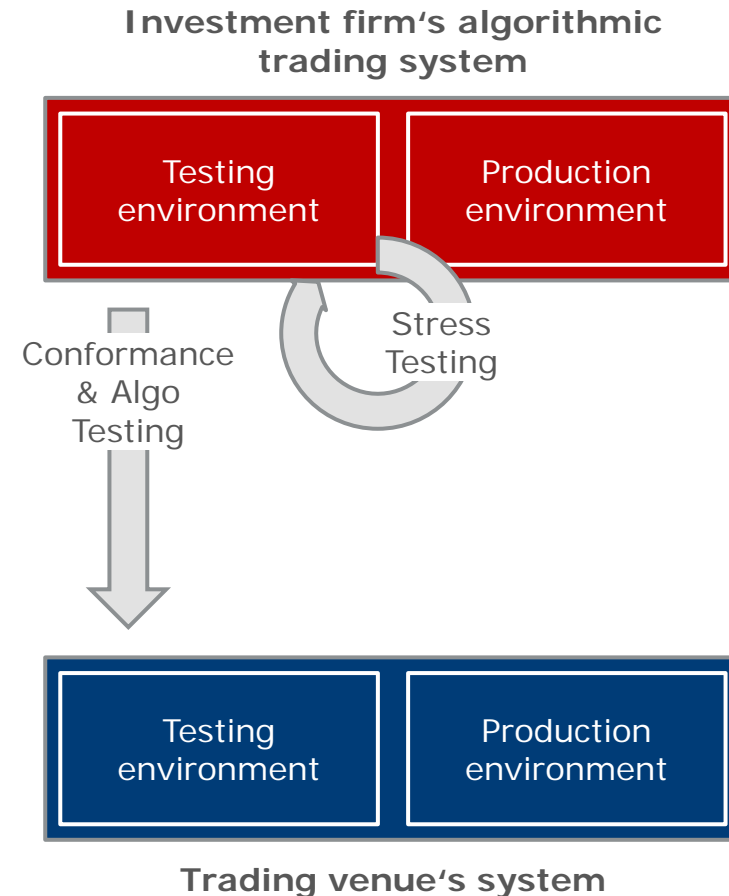 Investment firm‘s algorithmic
trading system
Testing
environment
Production
environment
Stress
Testing
Conformance
& Algo
Testing
Testing
environment
Production
environment
Trading venue‘s system